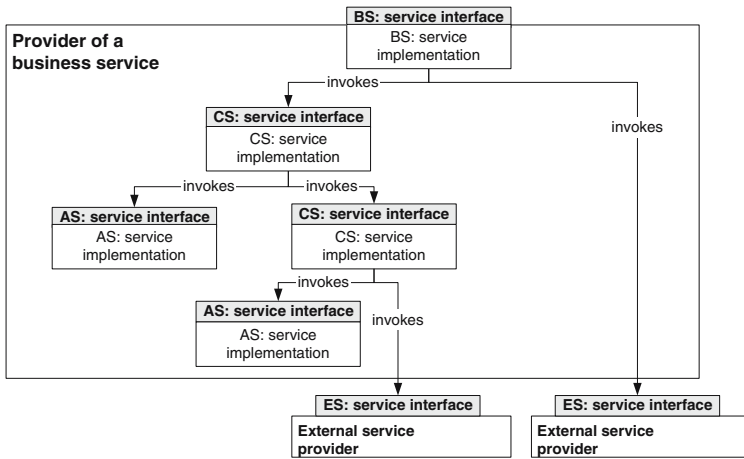 BS: service interface
Provider of a
business service
BS: service
implementation
invokes
CS: service interface
CS: service
implementation
invokes
invokes
invokes
AS: service interface
AS: service
implementation
CS: service interface
CS: service
implementation
invokes
AS: service interface
AS: service
implementation
invokes
ES: service interface
External service
provider
ES: service interface
External service
provider